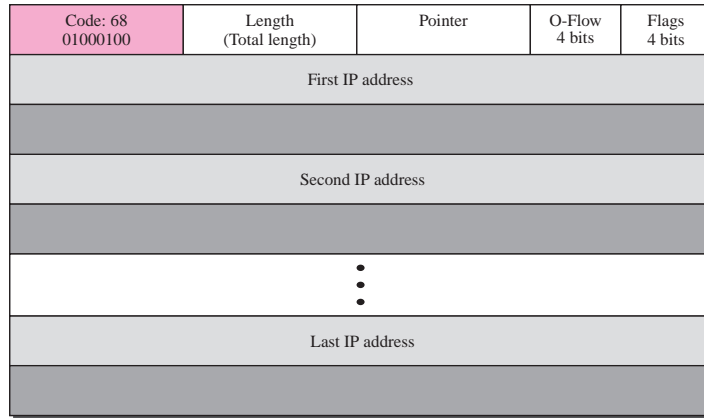 Code: 68
01000100
Length
(Total length)
Pointer
O-Flow
4 bits
Flags
4 bits
First IP address
Second IP address
Last IP address